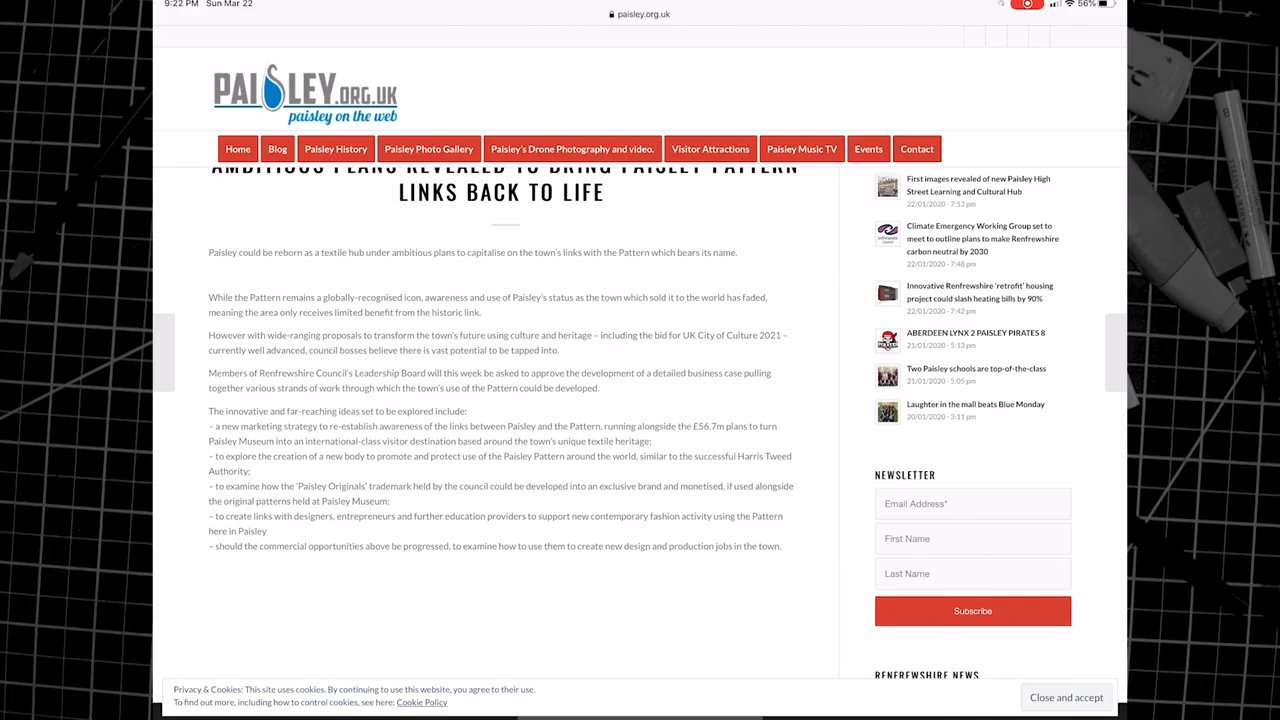 9:22 PM Sun Mar 22
56%
paisley.org.uk
PAISLEY.ORG.UK
paisley on the web
Home
Blog
Paisley History
Paisley Photo Gallery
Paisley's Drone Photography and video.
Visitor Attractions
Paisley Music TV
Events
Contact
AMBITIOUS PLANS REVEALED TO BRING PAISLEY PATTERN
LINKS BACK TO LIFE
Paisley could be reborn as a textile hub under ambitious plans to capitalise on the town's links with the Pattern which bears its name.
While the Pattern remains a globally-recognised icon, awareness and use of Paisley's status as the town which sold it to the world has faded,
meaning the area only receives limited benefit from the historic link.
However with wide-ranging proposals to transform the town's future using culture and heritage – including the bid for UK City of Culture 2021 –
currently well advanced, council bosses believe there is vast potential to be tapped into.
Members of Renfrewshire Council's Leadership Board will this week be asked to approve the development of a detailed business case pulling
together various strands of work through which the town's use of the Pattern could be developed.
The innovative and far-reaching ideas set to be explored include:
– a new marketing strategy to re-establish awareness of the links between Paisley and the Pattern, running alongside the £56.7m plans to turn
Paisley Museum into an international-class visitor destination based around the town's unique textile heritage;
– to explore the creation of a new body to promote and protect use of the Paisley Pattern around the world, similar to the successful Harris Tweed
Authority;
– to examine how the 'Paisley Originals' trademark held by the council could be developed into an exclusive brand and monetised, if used alongside
the original patterns held at Paisley Museum;
– to create links with designers, entrepreneurs and further education providers to support new contemporary fashion activity using the Pattern
here in Paisley
– should the commercial opportunities above be progressed, to examine how to use them to create new design and production jobs in the town.
First images revealed of new Paisley High
Street Learning and Cultural Hub
22/01/2020 - 7:53 pm
Climate Emergency Working Group set to
meet to outline plans to make Renfrewshire
carbon neutral by 2030
22/01/2020 - 7:48 pm
Innovative Renfrewshire 'retrofit' housing
project could slash heating bills by 90%
22/01/2020 - 7:42 pm
ABERDEEN LYNX 2 PAISLEY PIRATES 8
21/01/2020 - 5:13 pm
Two Paisley schools are top-of-the-class
21/01/2020 - 5:05 pm
Laughter in the mall beats Blue Monday
20/01/2020 - 3:11 pm
NEWSLETTER
Email Address*
First Name
Last Name
Subscribe
RENFREWSHIRE NEWS
Privacy & Cookies: This site uses cookies. By continuing to use this website, you agree to their use.
To find out more, including how to control cookies, see here: Cookie Policy
Close and accept